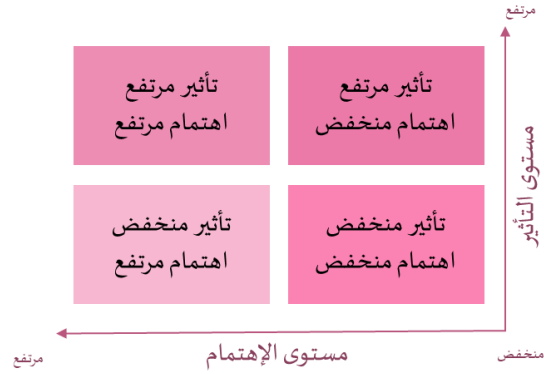 مرتفع
تأثير مرتفع
اهتمام منخفض
تأثير مرتفع
اهتمام مرتفع
مستوى التأثير
تأثير منخفض
اهتمام منخفض
تأثير منخفض
اهتمام مرتفع
منخفض
مستوى الإهتمام
مرتفع